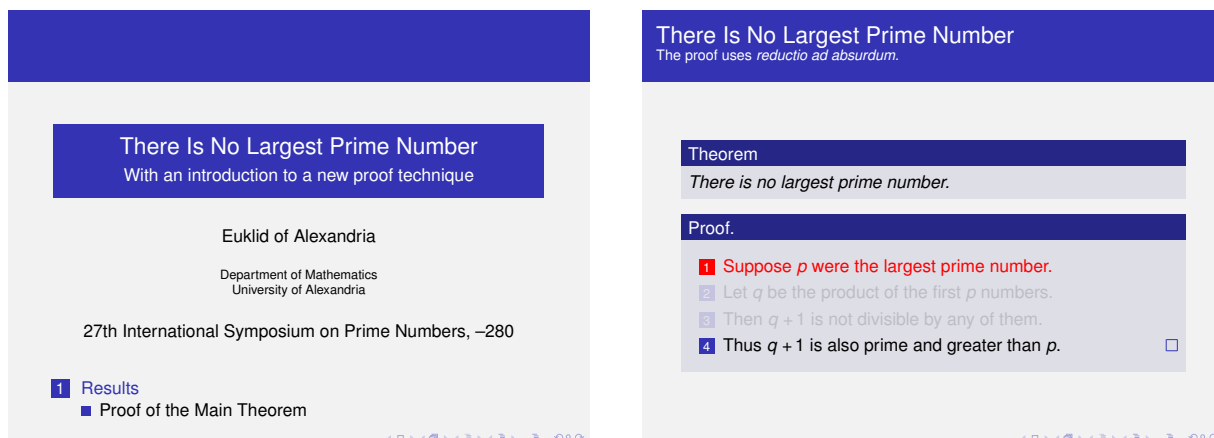 There Is No Largest Prime Number
With an introduction to a new proof technique
Euklid of Alexandria
Department of Mathematics
University of Alexandria
27th International Symposium on Prime Numbers, –280
1 Results
Proof of the Main Theorem
There Is No Largest Prime Number
The proof uses reductio ad absurdum.
Theorem
There is no largest prime number.
Proof.
1 Suppose p were the largest prime number.
2 Let q be the product of the first p numbers.
3 Then q + 1 is not divisible by any of them.
4 Thus q + 1 is also prime and greater than p.